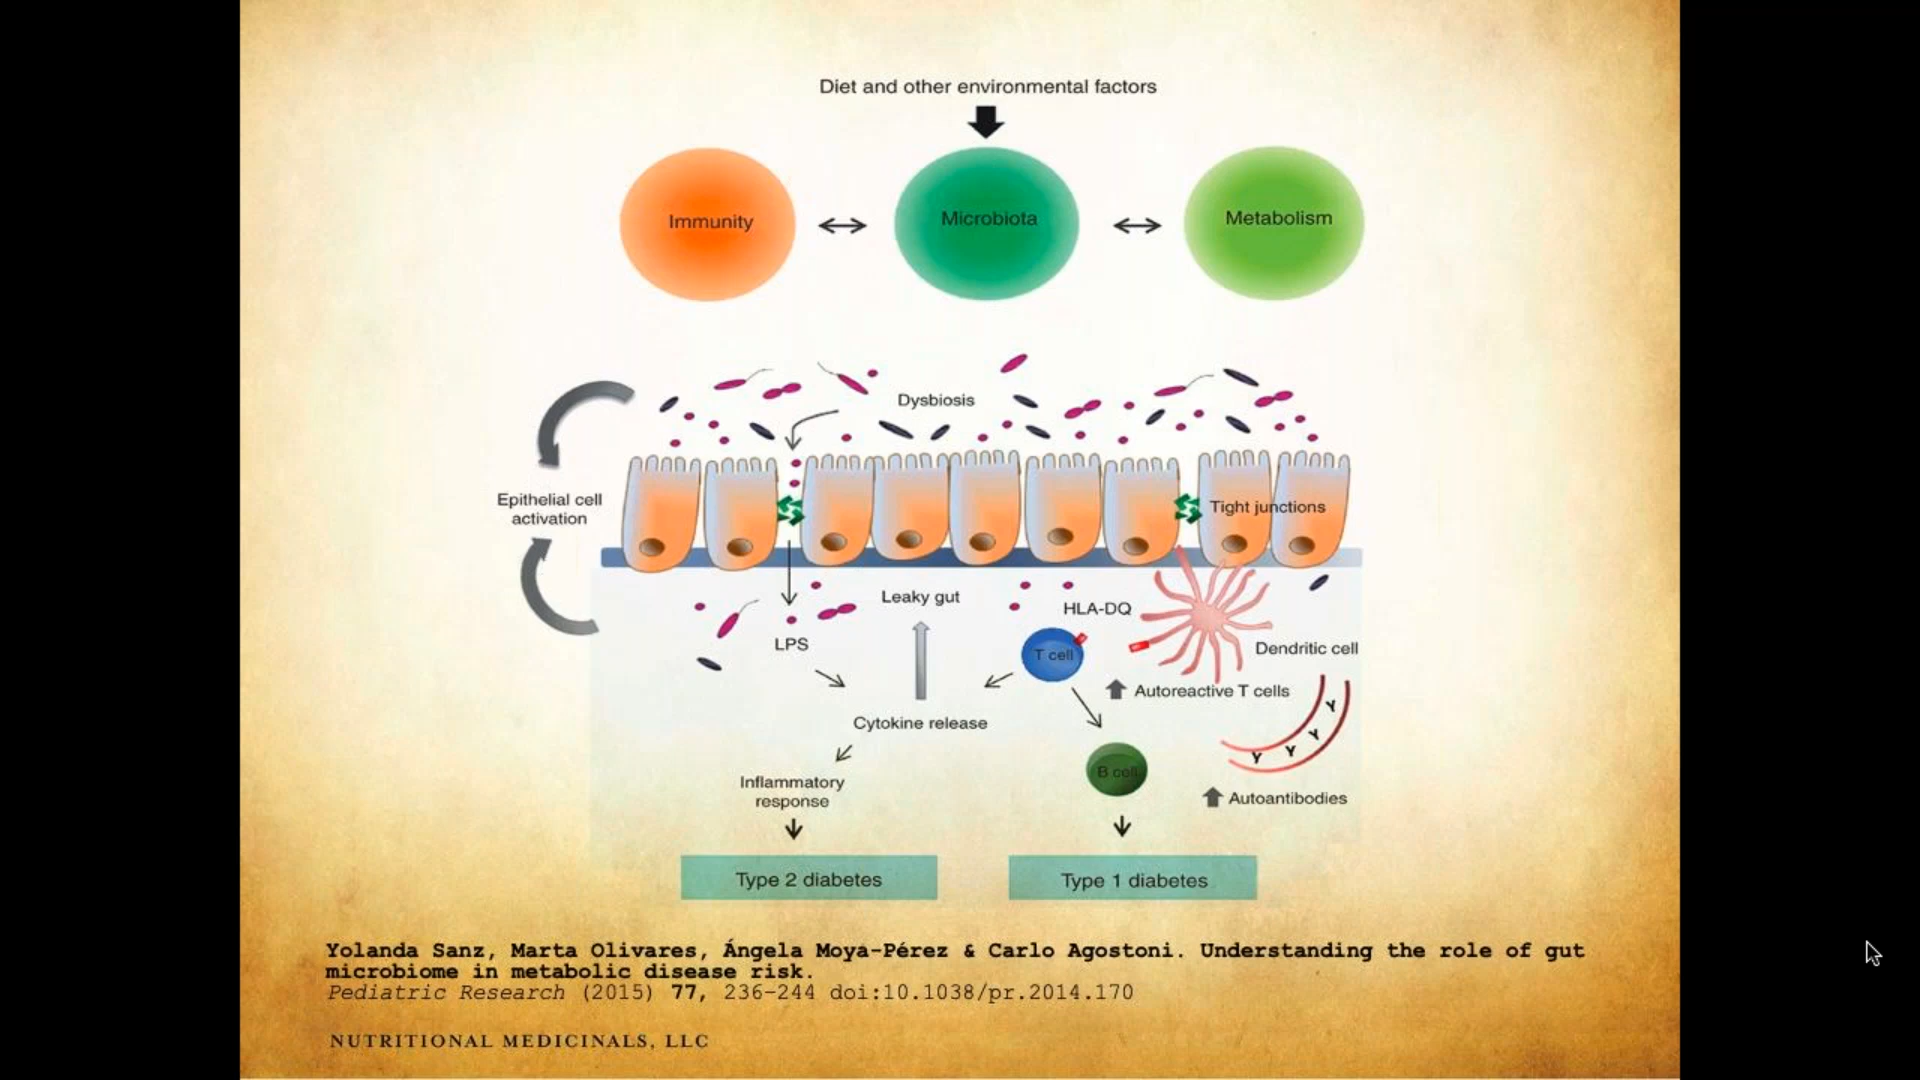 Diet and other environmental factors
Immunity
Microbiota
Metabolism
Dysbiosis
Epithelial cell
activation
Tight junctions
Leaky gut
HLA-DQ
LPS
T cell
Dendritic cell
Autoreactive T cells
Cytokine release
Y
Y
Y
Y
B cell
Inflammatory
response
Autoantibodies
Type 2 diabetes
Type 1 diabetes
Yolanda Sanz, Marta Olivares, Ángela Moya-Pérez & Carlo Agostoni. Understanding the role of gut
microbiome in metabolic disease risk.
Pediatric Research (2015) 77, 236-244 doi:10.1038/pr.2014.170
NUTRITIONAL MEDICINALS, LLC